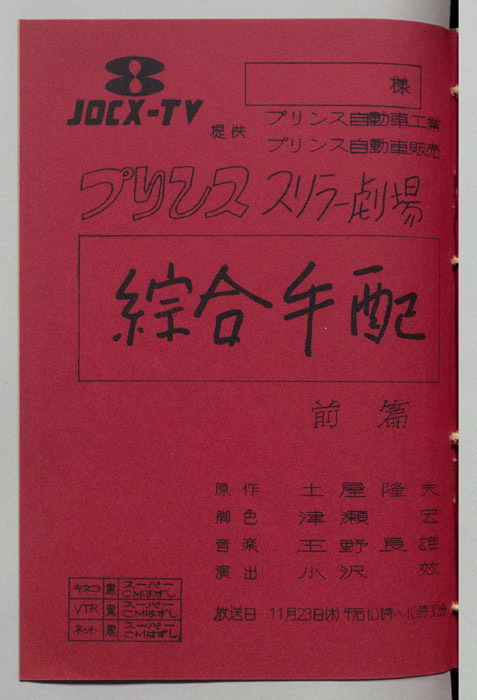 8
JOCX-TV
様
提供 プリンス自動車工業
プリンス自動車販売
プリンス スリラー劇場
綜合手配
前篇
原作 土屋隆夫
脚色 津瀬宏
音楽 玉野良雄
演出 小沢效
キネコ 黒 スーパー CMはずし
VTR 黒 スーパー CMはずし
ネット 黒 スーパー CMはずし
放送日 11月23日(木)午后10時〜10時30分